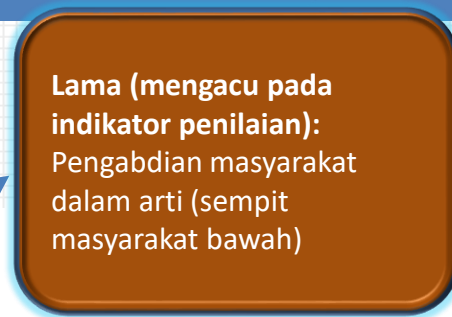 Lama (mengacu pada
indikator penilaian):
Pengabdian masyarakat
dalam arti (sempit
masyarakat bawah)